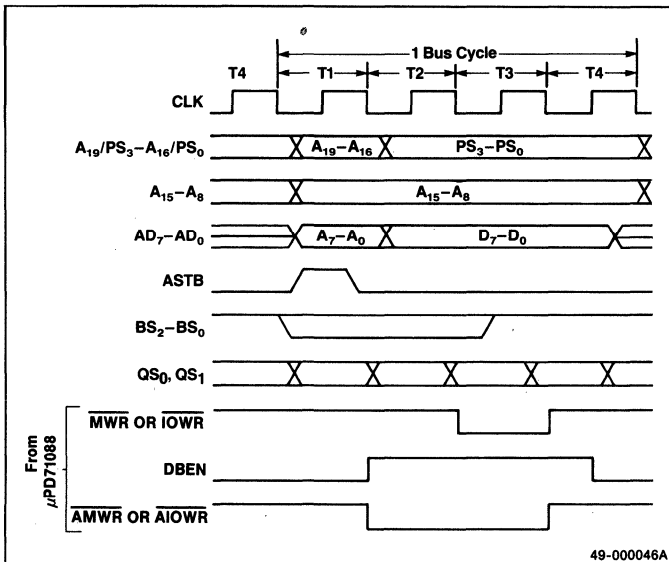 1 Bus Cycle
T4 T1 T2 T3 T4
CLK
A19/PS3–A16/PS0 A19–A16 PS3–PS0
A15–A8 A15–A8
AD7–AD0 A7–A0 D7–D0
ASTB
BS2–BS0
QS0, QS1
MWR OR IOWR
DBEN
AMWR OR AIOWR
From
μPD71088
49-000046A